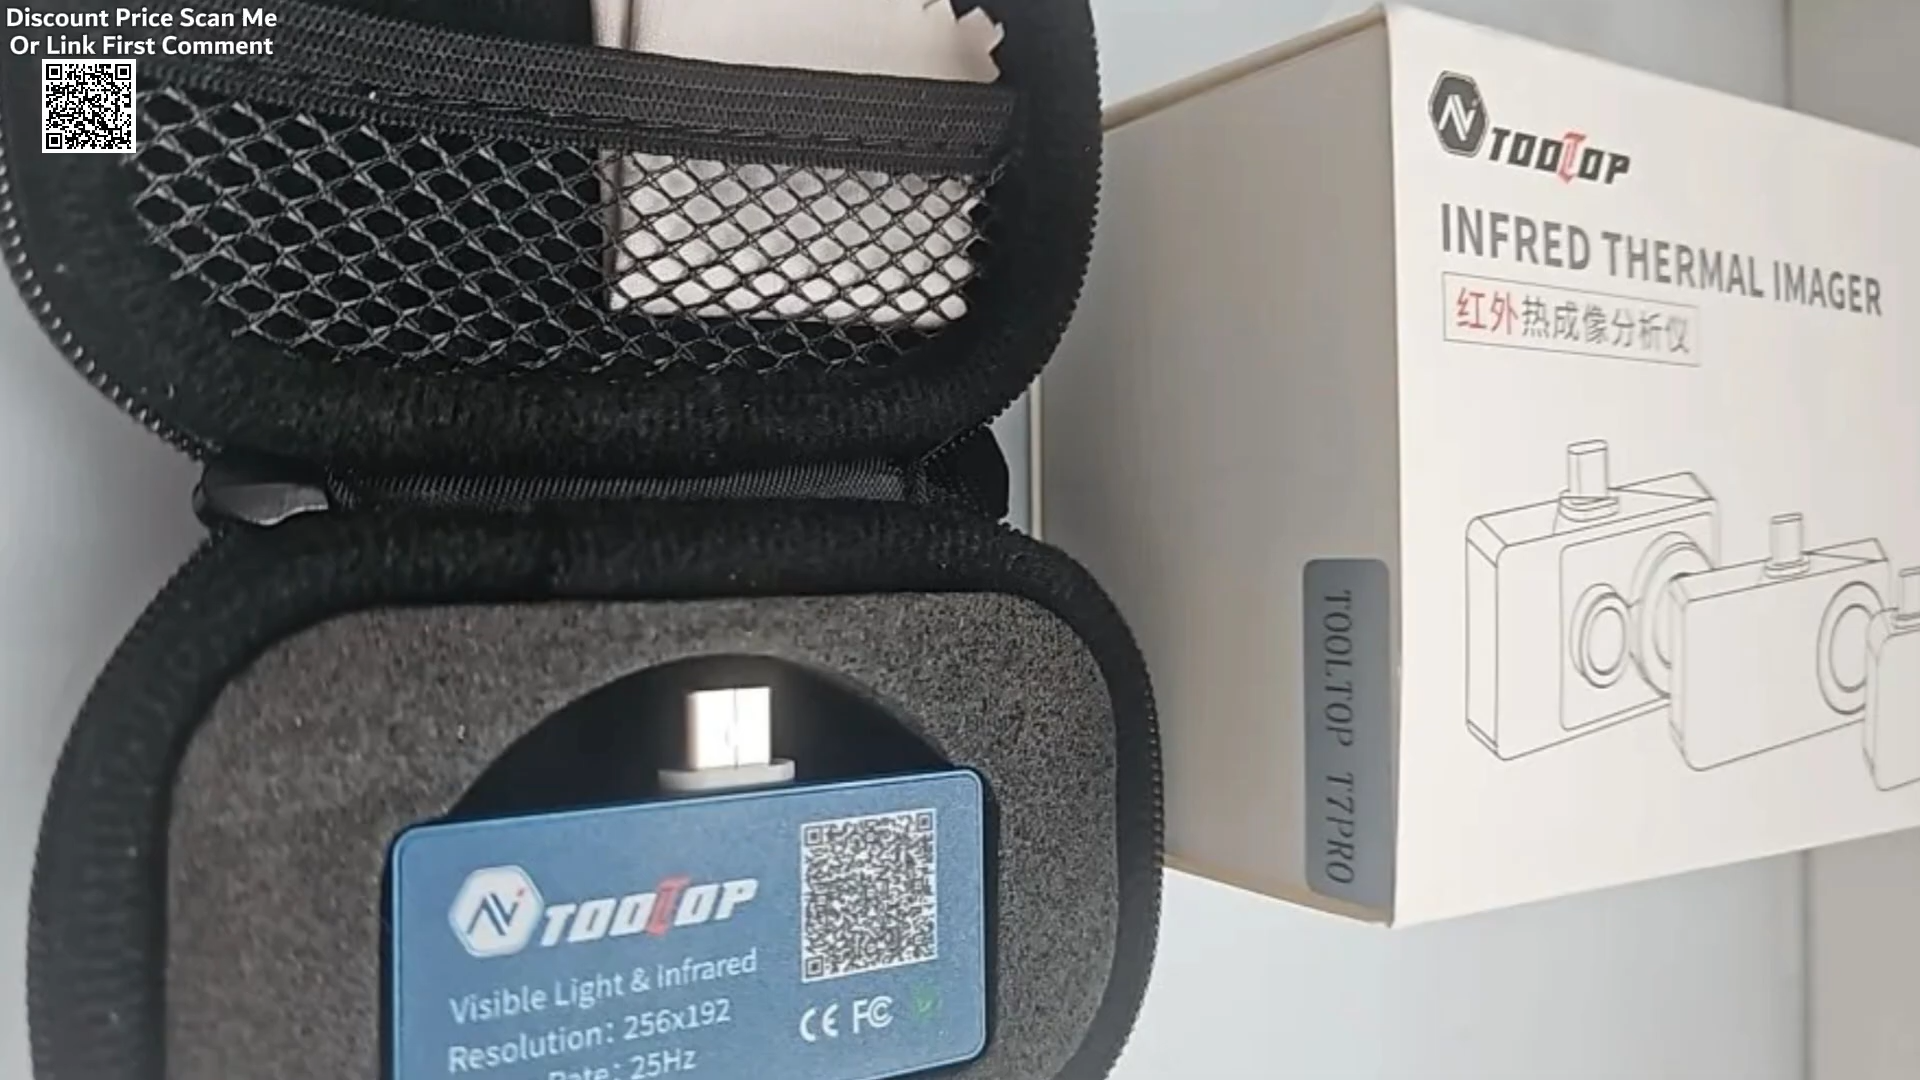 Discount Price Scan Me
Or Link First Comment
TOOLTOP
INFRED THERMAL IMAGER
红外热成像分析仪
TOOLTOP T7PRO
TOOLTOP
Visible Light & Infrared
Resolution: 256x192
Rate: 25Hz
CE FC